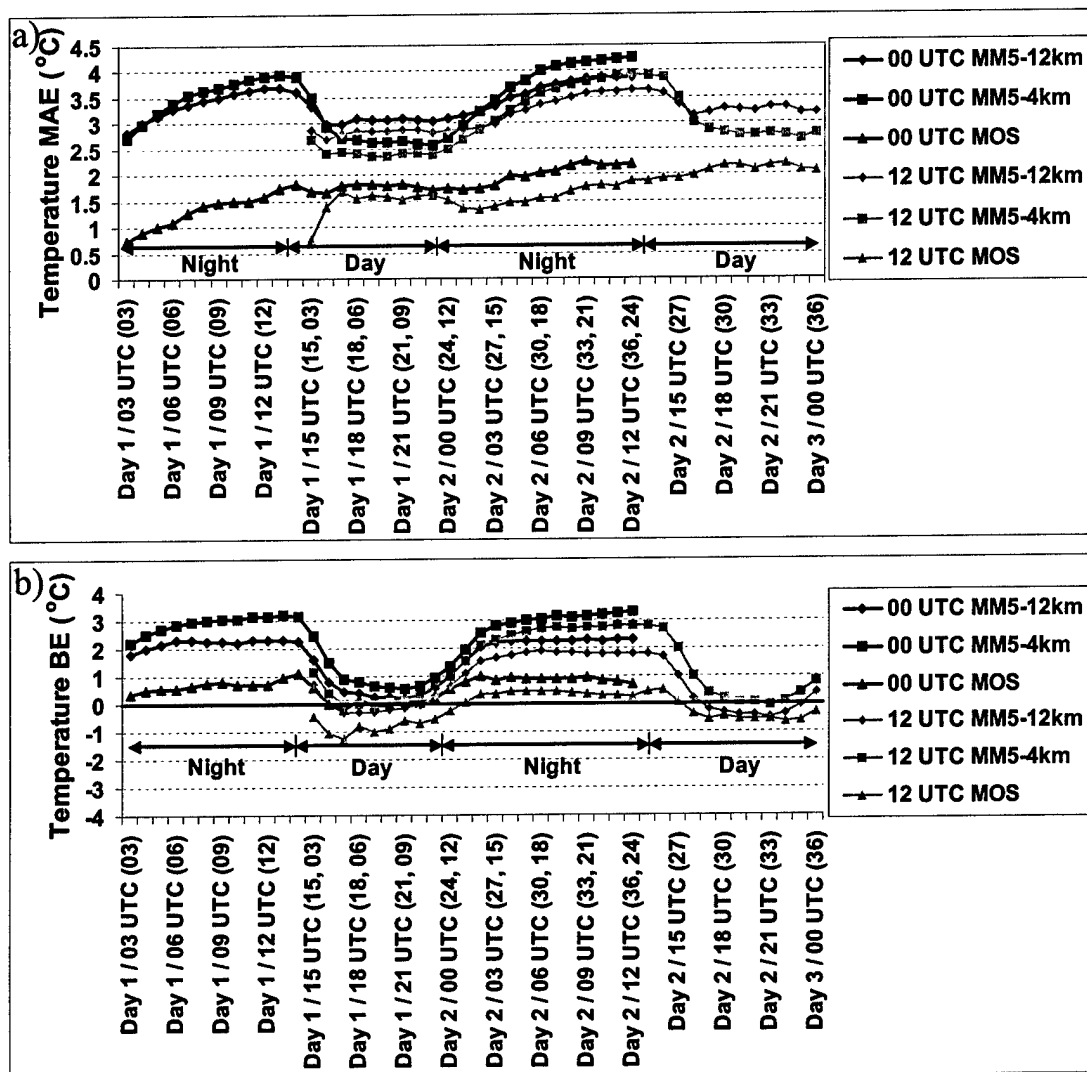 a)
Temperature MAE (°C)
4.5
4
3.5
3
2.5
2
1.5
1
0.5
0
Night
Day
Night
Day
Day 1 / 03 UTC (03)
Day 1 / 06 UTC (06)
Day 1 / 09 UTC (09)
Day 1 / 12 UTC (12)
Day 1 / 15 UTC (15, 03)
Day 1 / 18 UTC (18, 06)
Day 1 / 21 UTC (21, 09)
Day 2 / 00 UTC (24, 12)
Day 2 / 03 UTC (27, 15)
Day 2 / 06 UTC (30, 18)
Day 2 / 09 UTC (33, 21)
Day 2 / 12 UTC (36, 24)
Day 2 / 15 UTC (27)
Day 2 / 18 UTC (30)
Day 2 / 21 UTC (33)
Day 3 / 00 UTC (36)
00 UTC MM5-12km
00 UTC MM5-4km
00 UTC MOS
12 UTC MM5-12km
12 UTC MM5-4km
12 UTC MOS
b)
Temperature BE (°C)
4
3
2
1
0
-1
-2
-3
-4
Night
Day
Night
Day
Day 1 / 03 UTC (03)
Day 1 / 06 UTC (06)
Day 1 / 09 UTC (09)
Day 1 / 12 UTC (12)
Day 1 / 15 UTC (15, 03)
Day 1 / 18 UTC (18, 06)
Day 1 / 21 UTC (21, 09)
Day 2 / 00 UTC (24, 12)
Day 2 / 03 UTC (27, 15)
Day 2 / 06 UTC (30, 18)
Day 2 / 09 UTC (33, 21)
Day 2 / 12 UTC (36, 24)
Day 2 / 15 UTC (27)
Day 2 / 18 UTC (30)
Day 2 / 21 UTC (33)
Day 3 / 00 UTC (36)
00 UTC MM5-12km
00 UTC MM5-4km
00 UTC MOS
12 UTC MM5-12km
12 UTC MM5-4km
12 UTC MOS